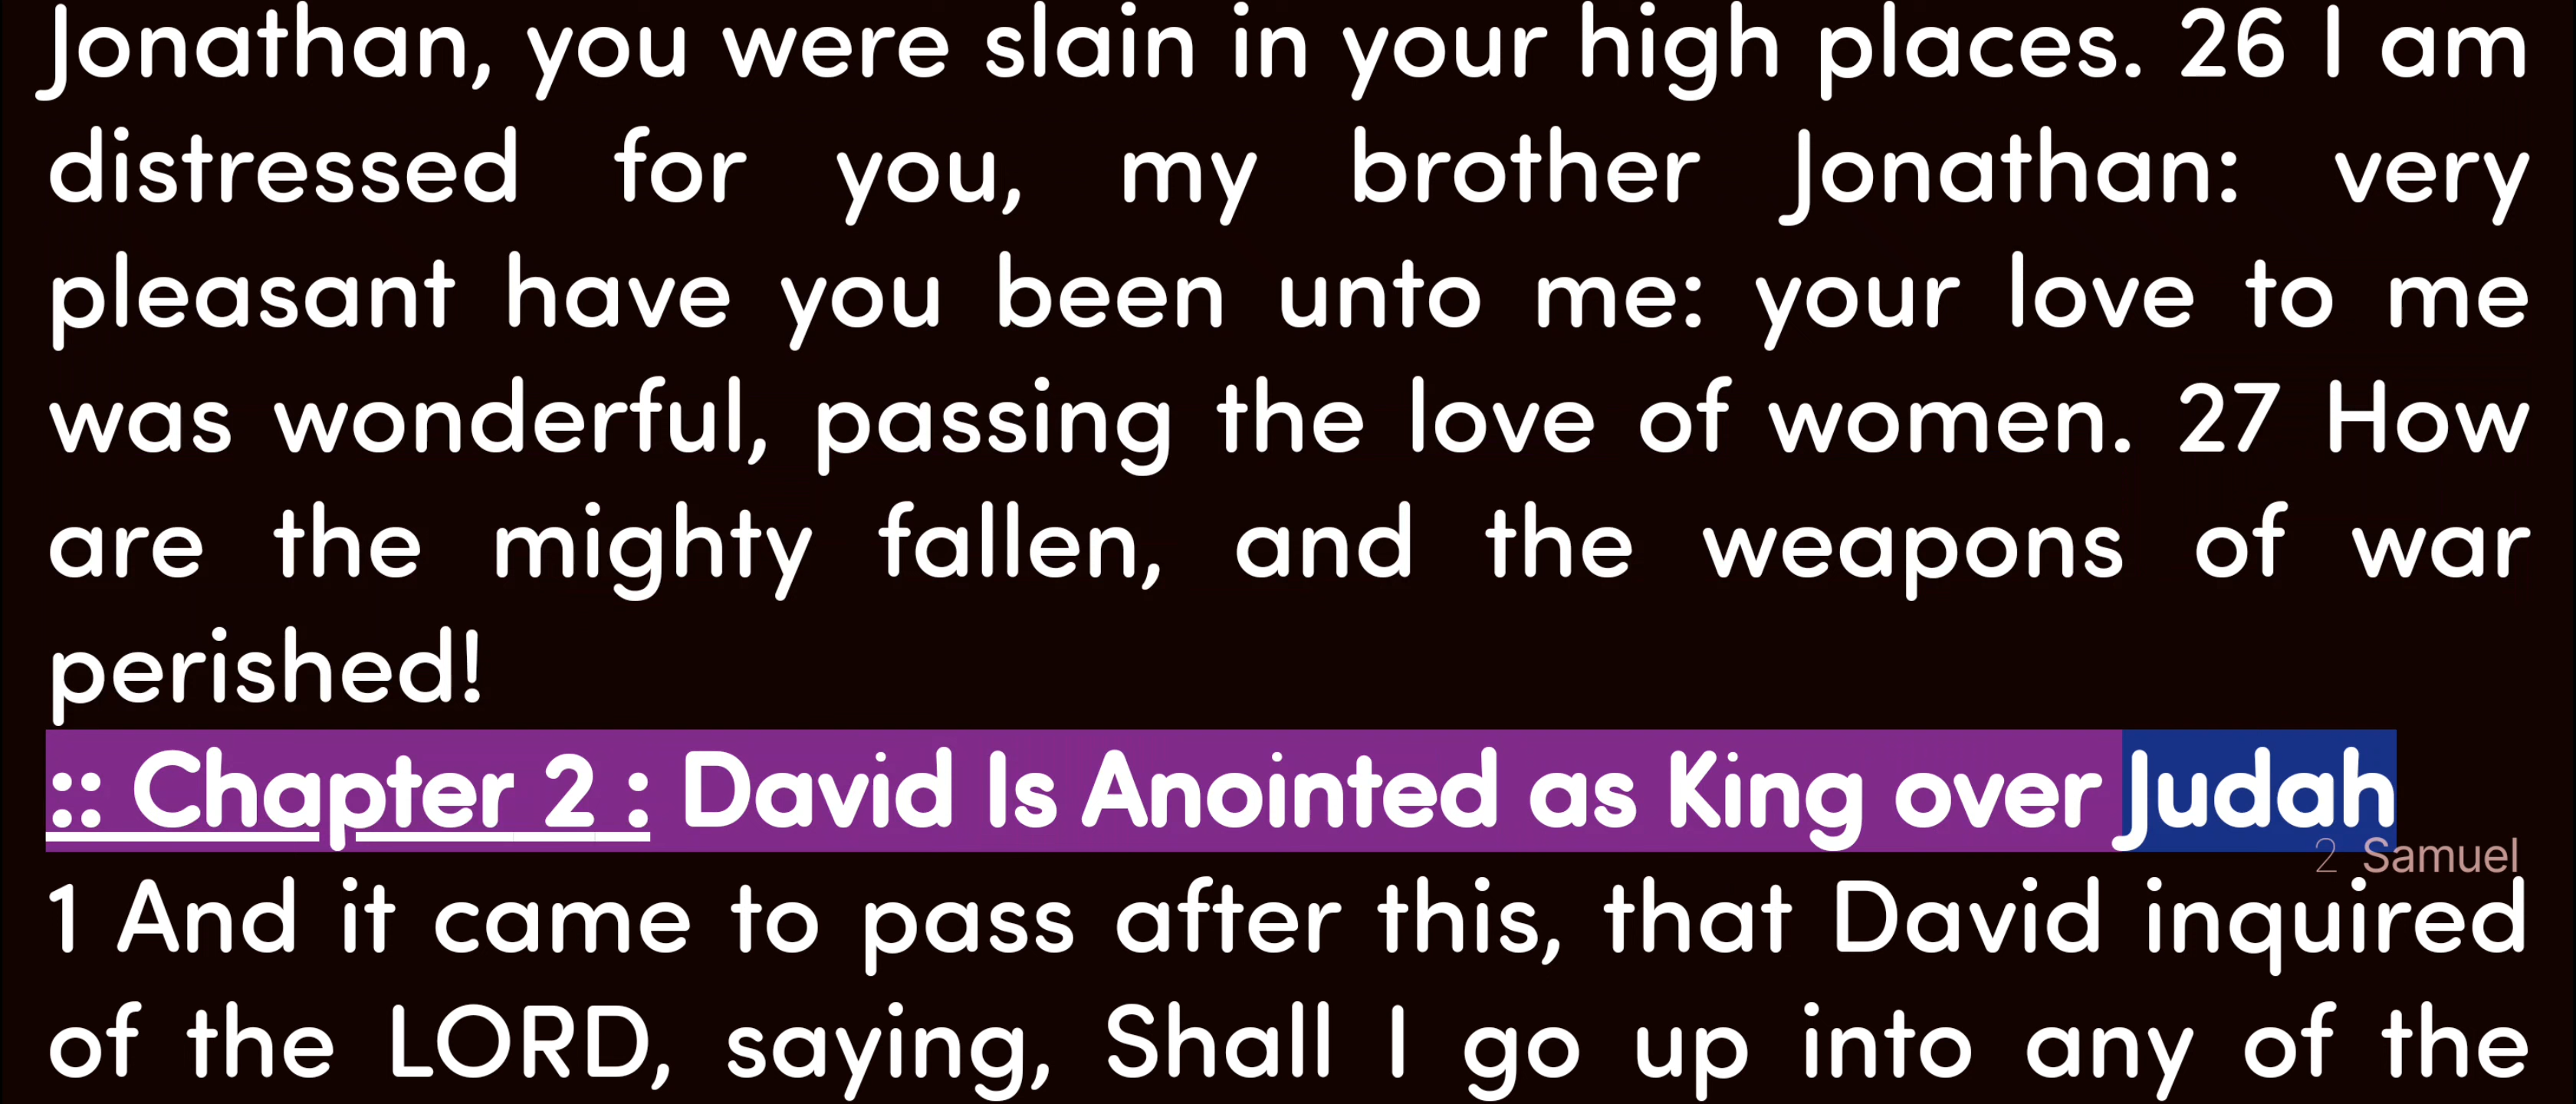 Jonathan, you were slain in your high places. 26 I am
distressed for you, my brother Jonathan: very
pleasant have you been unto me: your love to me
was wonderful, passing the love of women. 27 How
are the mighty fallen, and the weapons of war
perished!
:: Chapter 2 : David Is Anointed as King over Judah
2 Samuel
1 And it came to pass after this, that David inquired
of the LORD, saying, Shall I go up into any of the